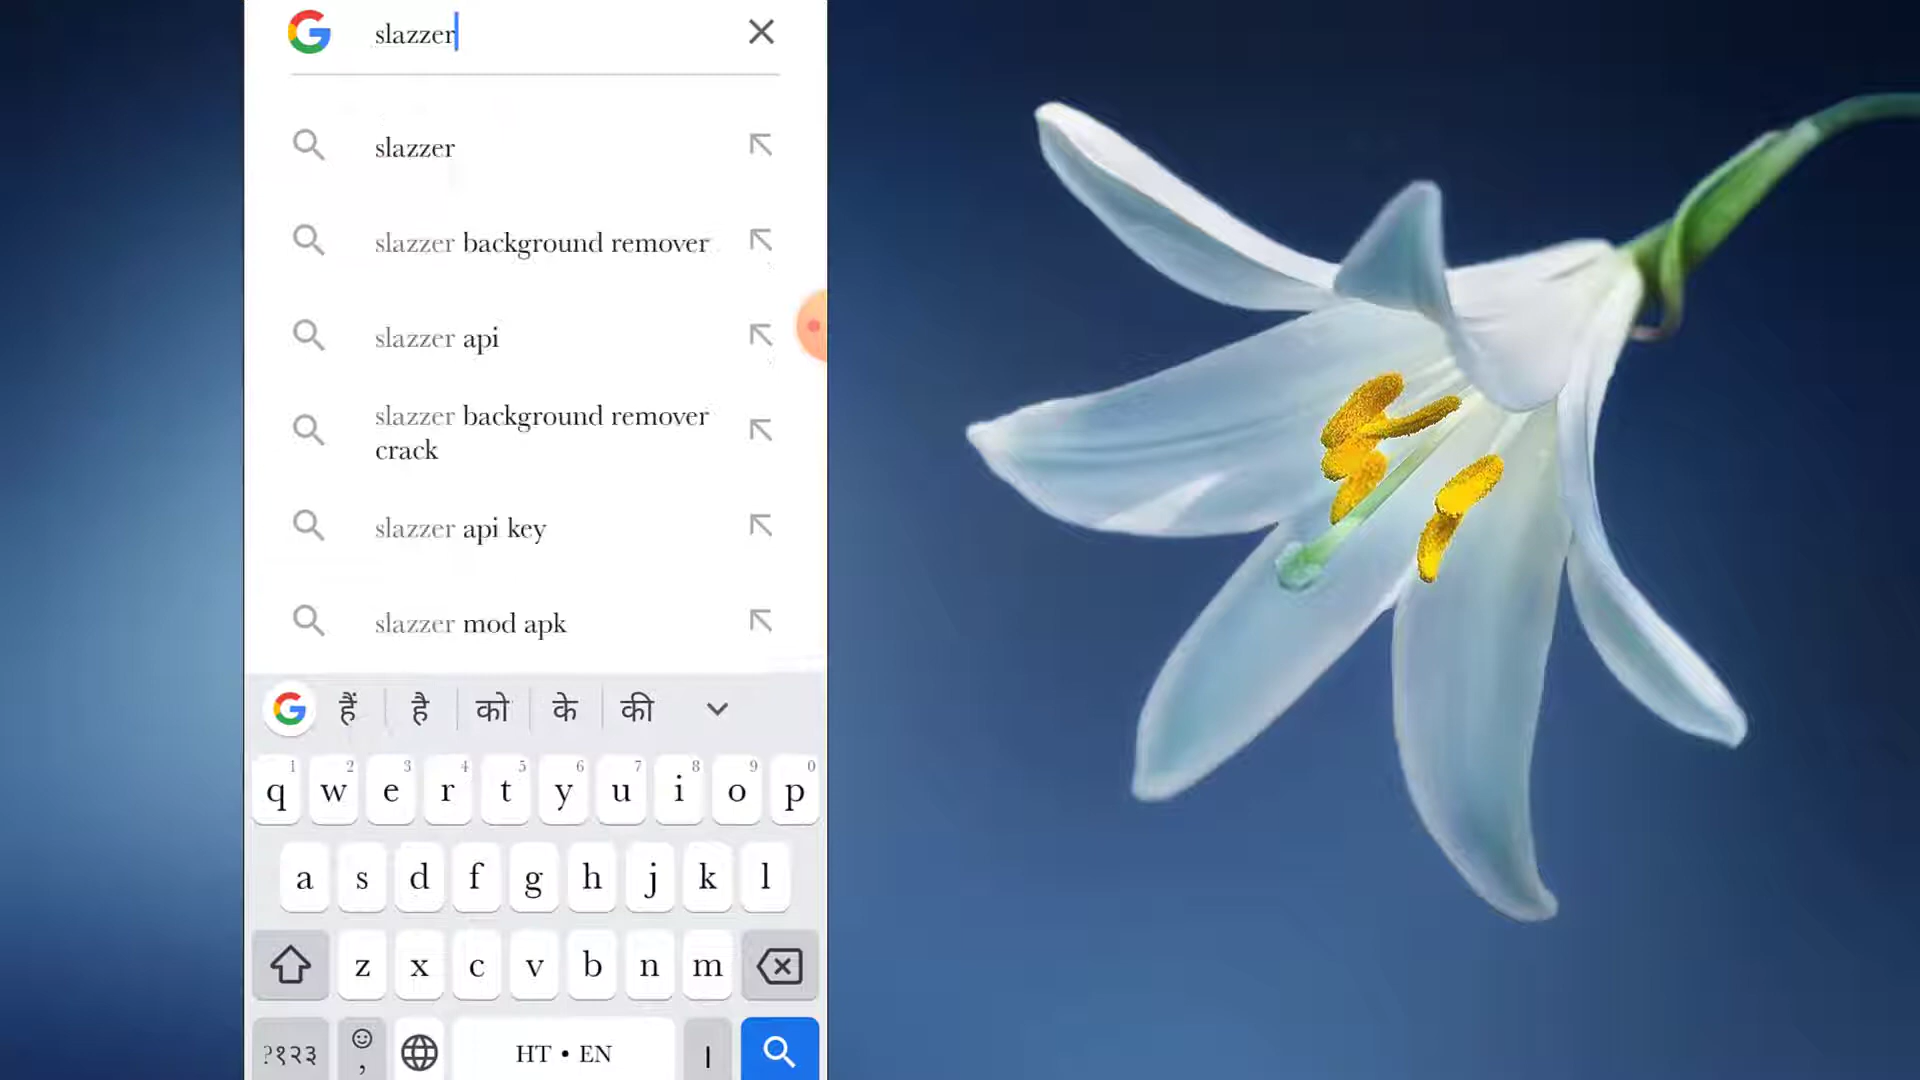 slazzer
slazzer
slazzer background remover
slazzer api
slazzer background remover
crack
slazzer api key
slazzer mod apk
हैं है को के की
1 2 3 4 5 6 7 8 9 0
q w e r t y u i o p
a s d f g h j k l
z x c v b n m
?१२३ , HT • EN ।